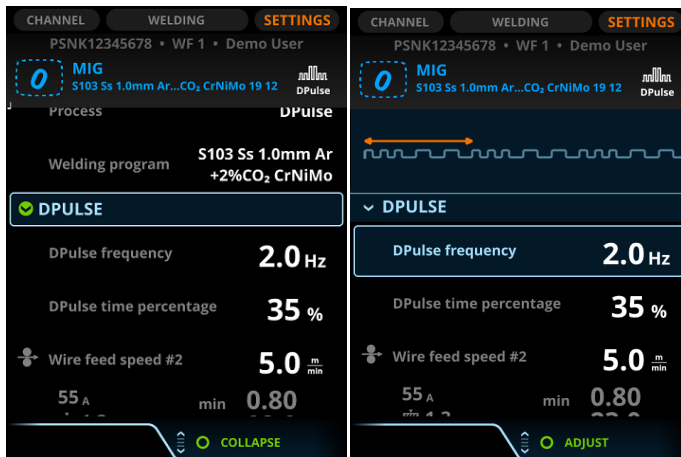 CHANNEL WELDING SETTINGS
PSNK12345678 • WF 1 • Demo User
0 MIG
S103 Ss 1.0mm Ar...CO₂ CrNiMo 19 12
DPulse
Process DPulse
Welding program S103 Ss 1.0mm Ar
+2%CO₂ CrNiMo
DPULSE
DPulse frequency 2.0 Hz
DPulse time percentage 35 %
Wire feed speed #2 5.0 m/min
55 A min 0.80
COLLAPSE
CHANNEL WELDING SETTINGS
PSNK12345678 • WF 1 • Demo User
0 MIG
S103 Ss 1.0mm Ar...CO₂ CrNiMo 19 12
DPulse
DPULSE
DPulse frequency 2.0 Hz
DPulse time percentage 35 %
Wire feed speed #2 5.0 m/min
55 A min 0.80
ADJUST